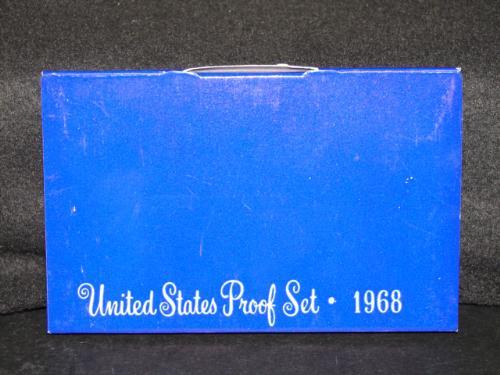 United States Proof Set • 1968